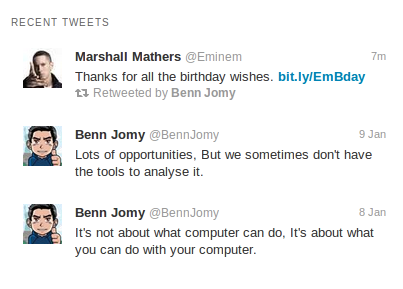 RECENT TWEETS
Marshall Mathers @Eminem 7m
Thanks for all the birthday wishes. bit.ly/EmBday
Retweeted by Benn Jomy
Benn Jomy @BennJomy 9 Jan
Lots of opportunities, But we sometimes don't have
the tools to analyse it.
Benn Jomy @BennJomy 8 Jan
It's not about what computer can do, It's about what
you can do with your computer.